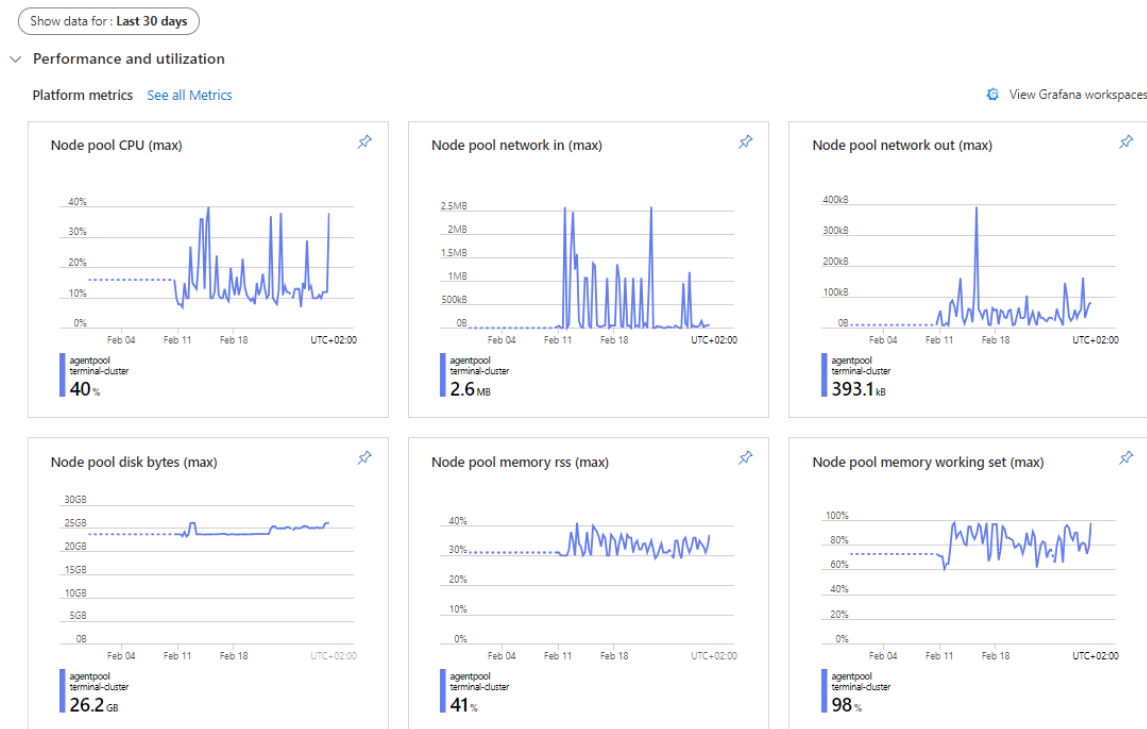 Show data for : Last 30 days
Performance and utilization
Platform metrics See all Metrics View Grafana workspaces
Node pool CPU (max)
40%
30%
20%
10%
0%
Feb 04 Feb 11 Feb 18 UTC+02:00
agentpool
terminal-cluster
40 %
Node pool network in (max)
2.5MB
2MB
1.5MB
1MB
500kB
0B
Feb 04 Feb 11 Feb 18 UTC+02:00
agentpool
terminal-cluster
2.6 MB
Node pool network out (max)
400kB
300kB
200kB
100kB
0B
Feb 04 Feb 11 Feb 18 UTC+02:00
agentpool
terminal-cluster
393.1 kB
Node pool disk bytes (max)
30GB
25GB
20GB
15GB
10GB
5GB
0B
Feb 04 Feb 11 Feb 18 UTC+02:00
agentpool
terminal-cluster
26.2 GB
Node pool memory rss (max)
40%
30%
20%
10%
0%
Feb 04 Feb 11 Feb 18 UTC+02:00
agentpool
terminal-cluster
41 %
Node pool memory working set (max)
100%
80%
60%
40%
20%
0%
Feb 04 Feb 11 Feb 18 UTC+02:00
agentpool
terminal-cluster
98 %